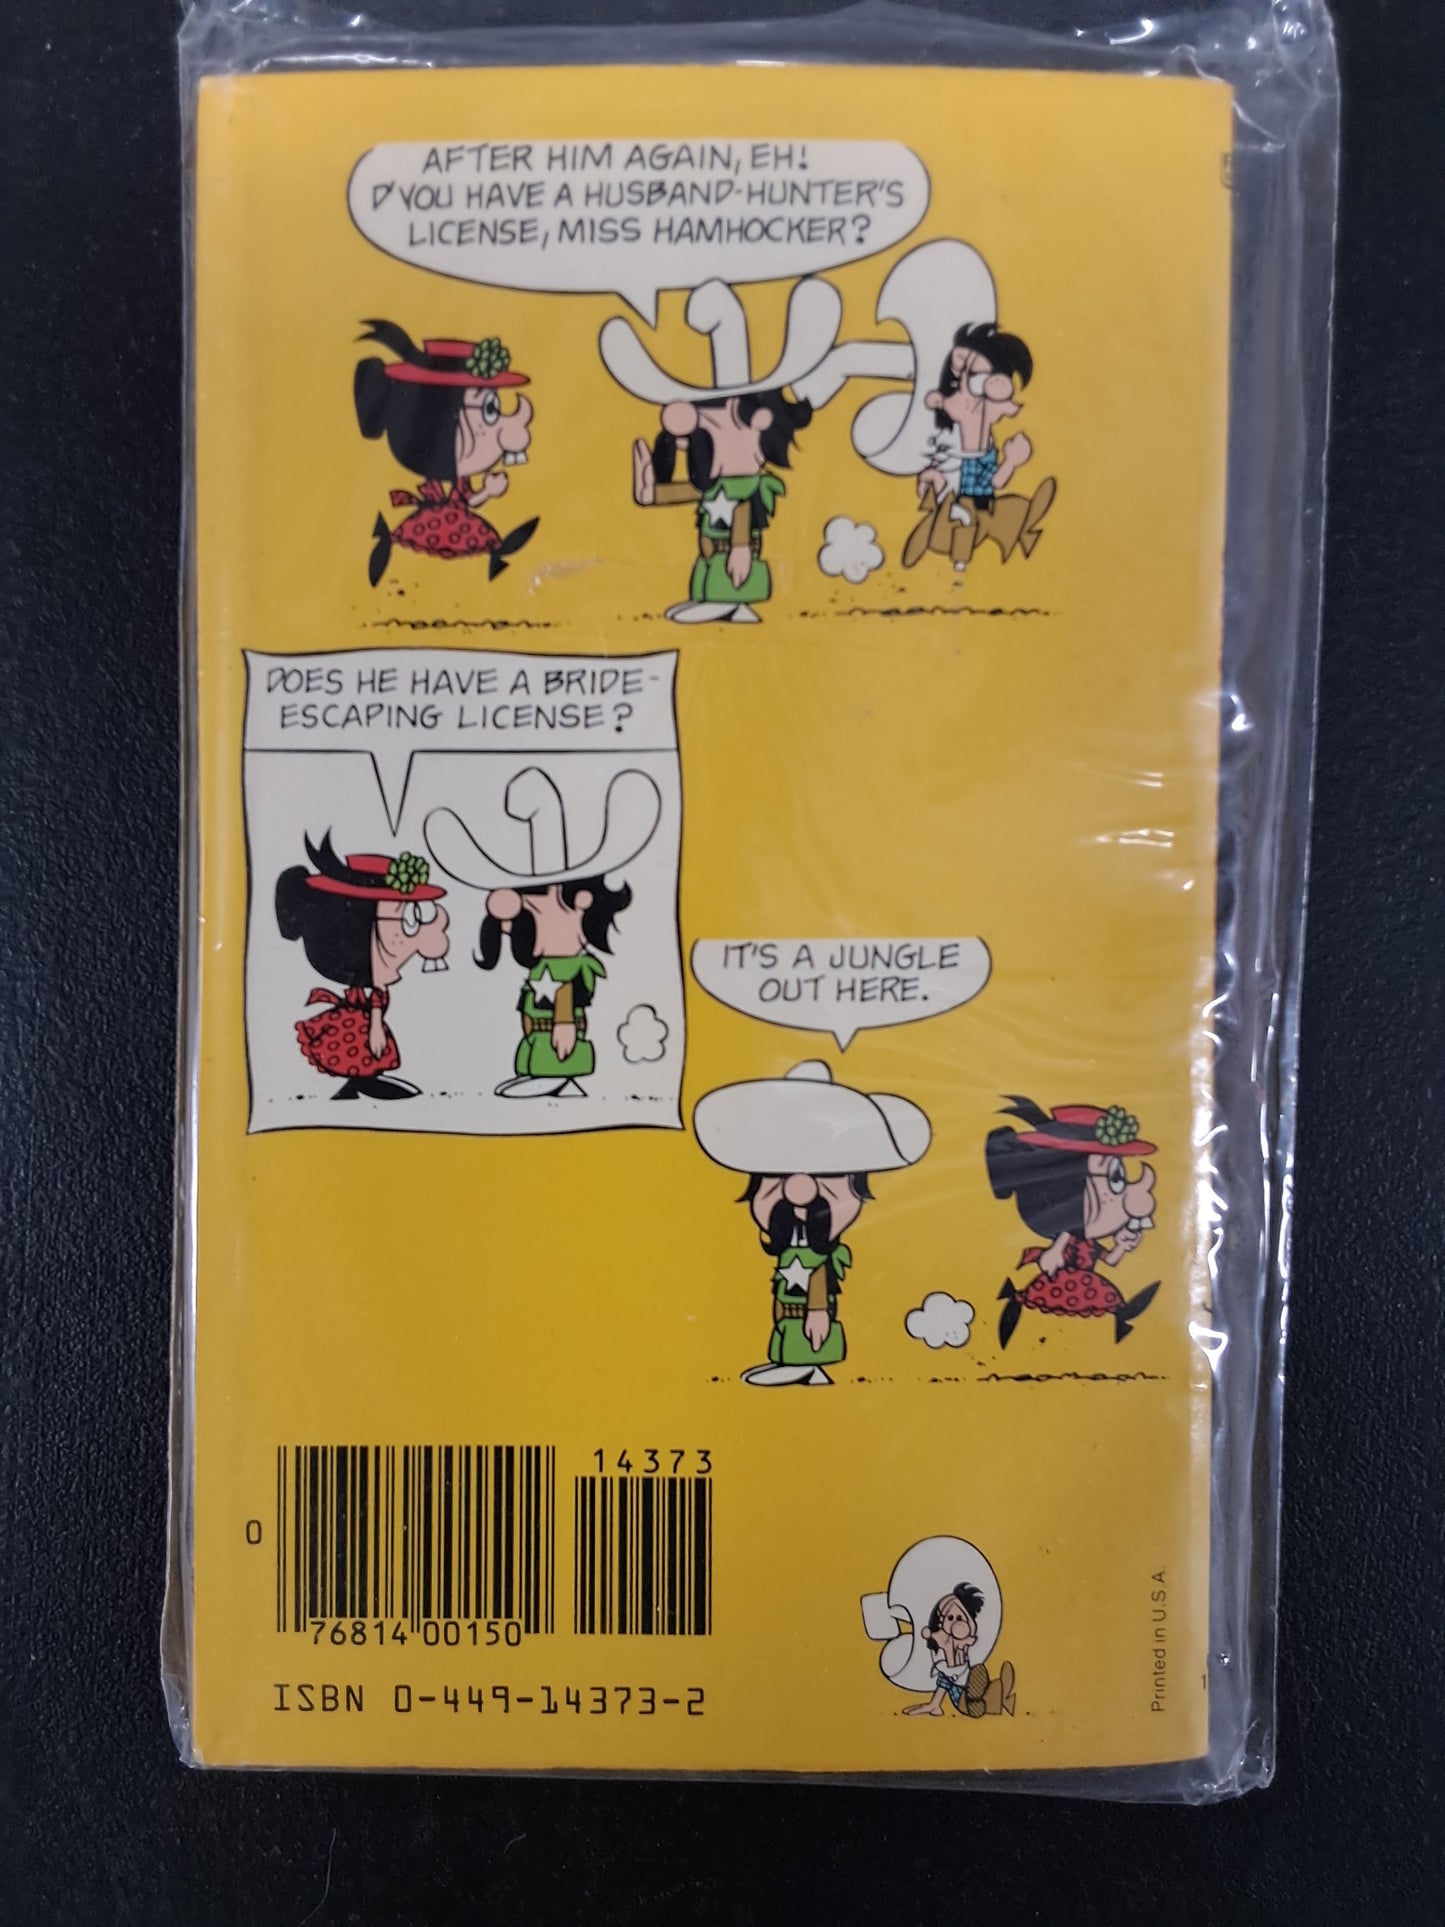 AFTER HIM AGAIN, EH!
D'YOU HAVE A HUSBAND-HUNTER'S
LICENSE, MISS HAMHOCKER?
DOES HE HAVE A BRIDE-
ESCAPING LICENSE?
IT'S A JUNGLE
OUT HERE.
14373
0
76814 00150
ISBN 0-449-14373-2
Printed in U.S.A.